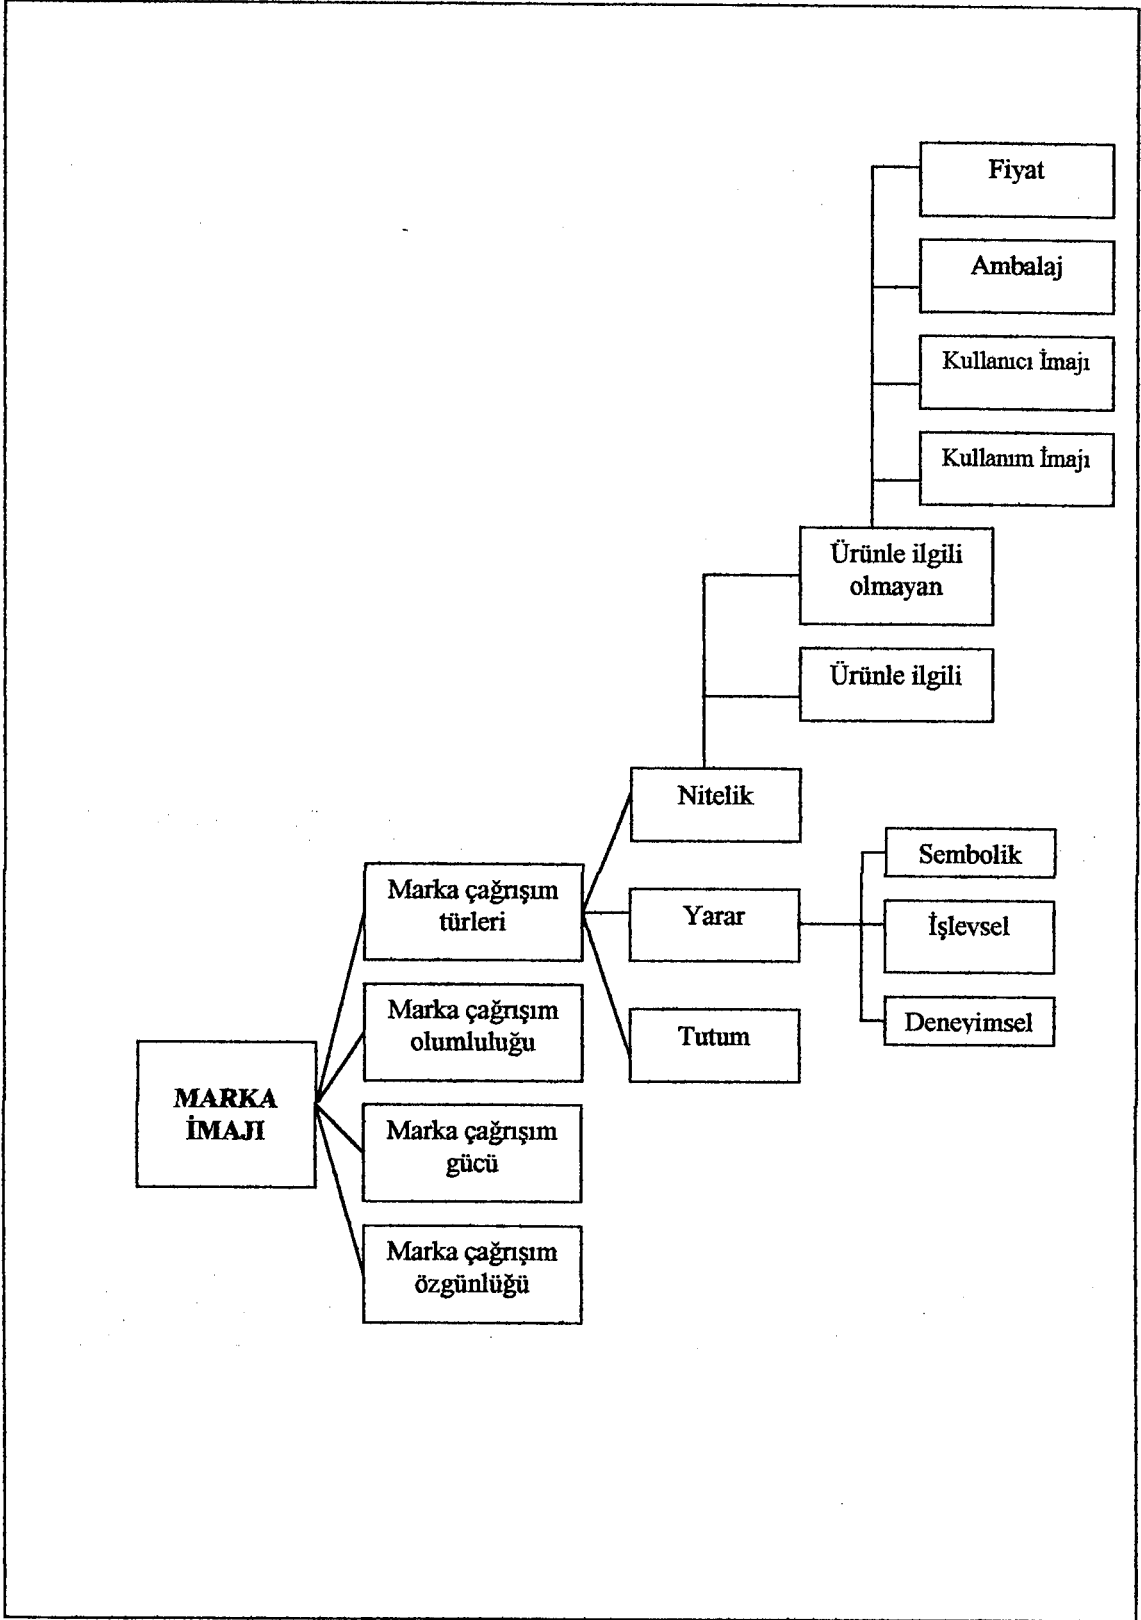 Fiyat
Ambalaj
Kullanıcı İmajı
Kullanım İmajı
Ürünle ilgili
olmayan
Ürünle ilgili
Nitelik
Sembolik
Marka çağrışım
türleri
Yarar
İşlevsel
Marka çağrışım
olumluluğu
Tutum
Deneyimsel
MARKA
İMAJI
Marka çağrışım
gücü
Marka çağrışım
özgünlüğü